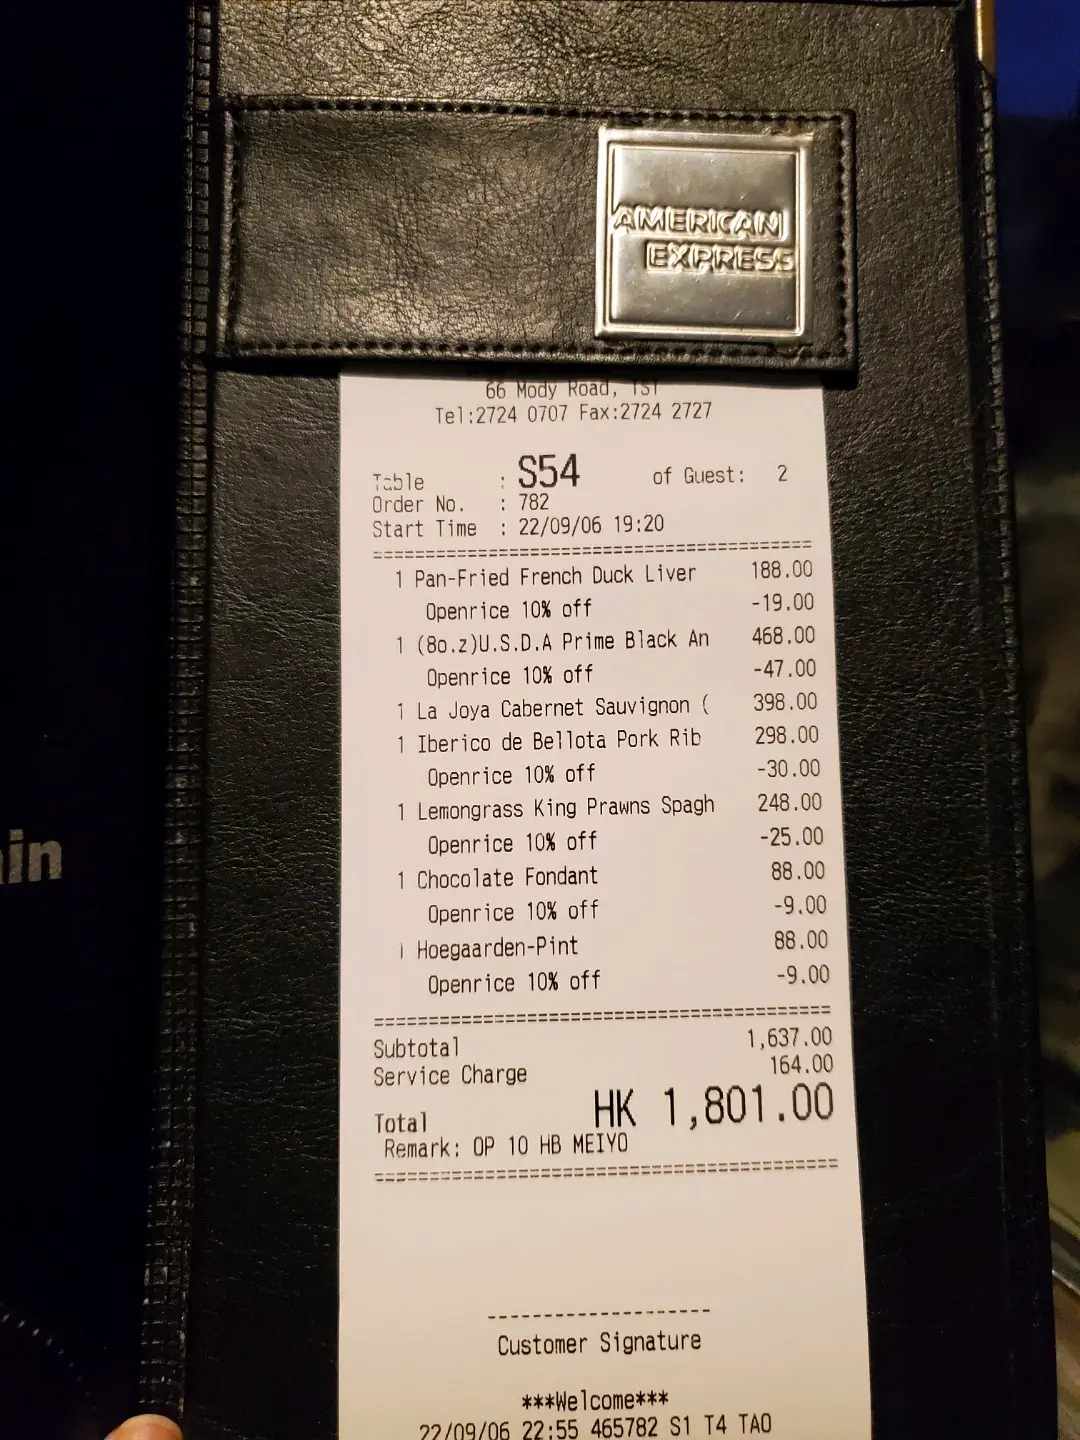 AMERICAN
EXPRESS
66 Mody Road, TST
Tel:2724 0707 Fax:2724 2727
Table : S54 of Guest: 2
Order No. : 782
Start Time : 22/09/06 19:20
1 Pan-Fried French Duck Liver 188.00
Openrice 10% off -19.00
1 (8o.z)U.S.D.A Prime Black An 468.00
Openrice 10% off -47.00
1 La Joya Cabernet Sauvignon ( 398.00
1 Iberico de Bellota Pork Rib 298.00
Openrice 10% off -30.00
1 Lemongrass King Prawns Spagh 248.00
Openrice 10% off -25.00
1 Chocolate Fondant 88.00
Openrice 10% off -9.00
1 Hoegaarden-Pint 88.00
Openrice 10% off -9.00
Subtotal 1,637.00
Service Charge 164.00
Total HK 1,801.00
Remark: OP 10 HB MEIYO
Customer Signature
***Welcome***
22/09/06 22:55 465782 S1 T4 TAO